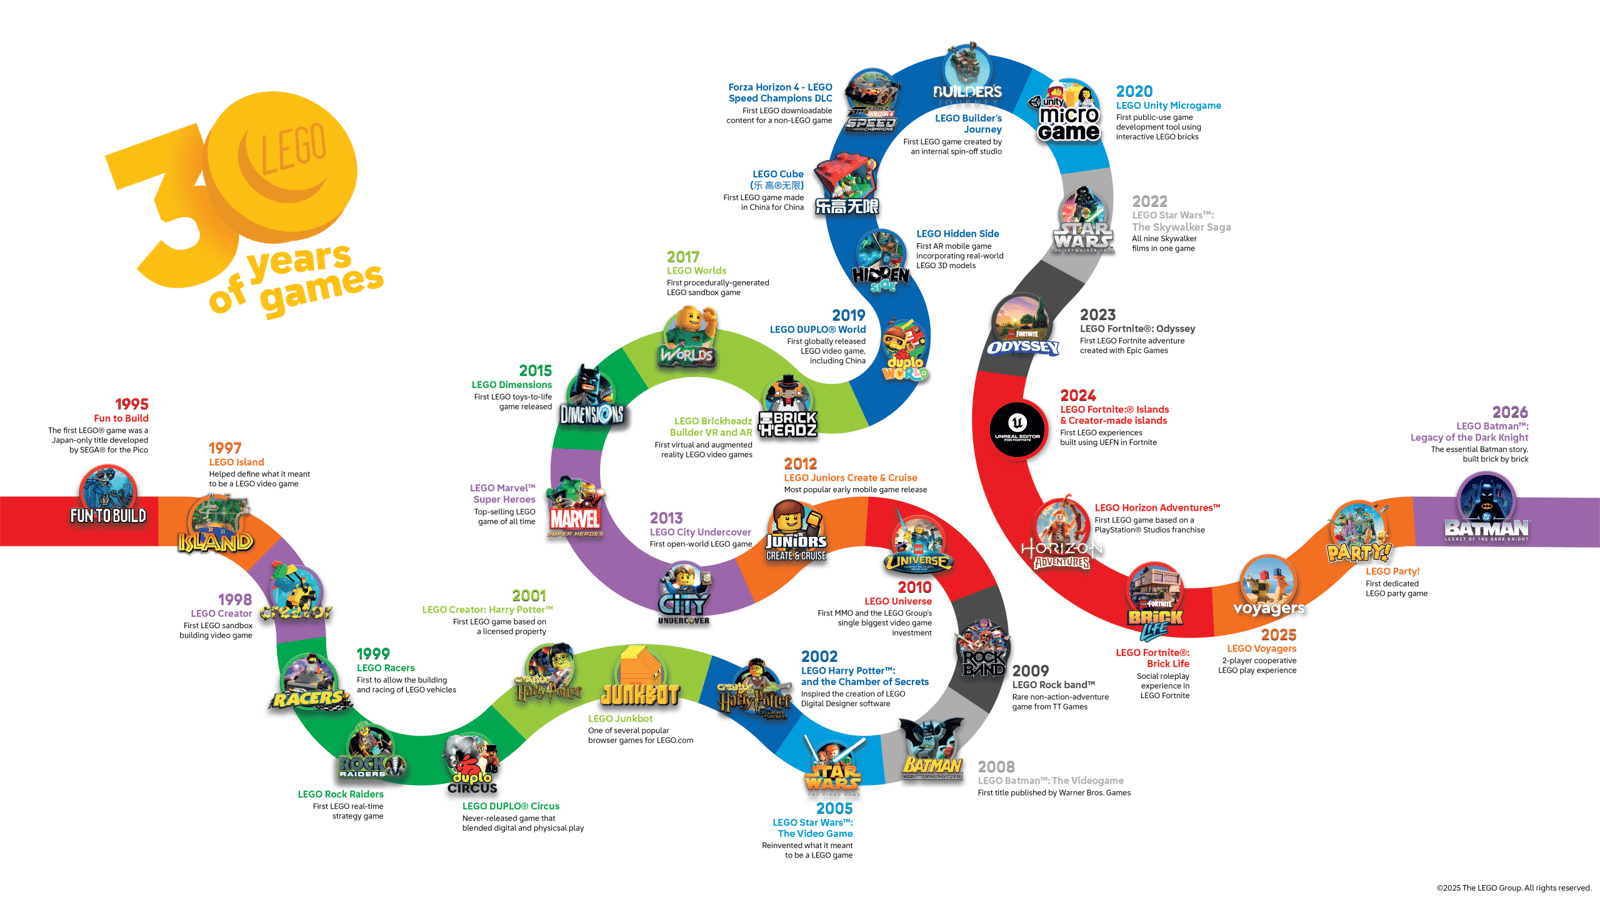 30
LEGO
years
of games
1995
Fun to Build
The first LEGO® game was a
Japan-only title developed
by SEGA® for the Pico
FUN TO BUILD
1997
LEGO Island
Helped define what it meant
to be a LEGO video game
ISLAND
1998
LEGO Creator
First LEGO sandbox
building video game
CREATOR
1999
LEGO Racers
First to allow the building
and racing of LEGO vehicles
RACERS
ROCK
RAIDERS
LEGO Rock Raiders
First LEGO real-time
strategy game
duplo
CIRCUS
LEGO DUPLO® Circus
Never-released game that
blended digital and physicsal play
2001
LEGO Creator: Harry Potter™
First LEGO game based on
a licensed property
creator
Harry Potter
JUNKBOT
LEGO Junkbot
One of several popular
browser games for LEGO.com
2002
LEGO Harry Potter™:
and the Chamber of Secrets
Inspired the creation of LEGO
Digital Designer software
creator
Harry Potter
STAR
WARS
THE VIDEO GAME
2005
LEGO Star Wars™:
The Video Game
Reinvented what it meant
to be a LEGO game
BATMAN
2008
LEGO Batman™: The Videogame
First title published by Warner Bros. Games
ROCK
BAND
2009
LEGO Rock band™
Rare non-action-adventure
game from TT Games
UNIVERSE
2010
LEGO Universe
First MMO and the LEGO Group's
single biggest video game
investment
2012
LEGO Juniors Create & Cruise
Most popular early mobile game release
JUNIORS
CREATE & CRUISE
2013
LEGO City Undercover
First open-world LEGO game
CITY
UNDERCOVER
LEGO Marvel™
Super Heroes
Top-selling LEGO
game of all time
MARVEL
SUPER HEROES
2015
LEGO Dimensions
First LEGO toys-to-life
game released
DIMENSIONS
2017
LEGO Worlds
First procedurally-generated
LEGO sandbox game
WORLDS
LEGO Brickheadz
Builder VR and AR
First virtual and augmented
reality LEGO video games
BRICK
HEADZ
2019
LEGO DUPLO® World
First globally released
LEGO video game,
including China
duplo
WORLD
LEGO Hidden Side
First AR mobile game
incorporating real-world
LEGO 3D models
HIDDEN
SIDE
LEGO Cube
(乐高®无限)
First LEGO game made
in China for China
乐高无限
Forza Horizon 4 - LEGO
Speed Champions DLC
First LEGO downloadable
content for a non-LEGO game
FORZA
HORIZON 4
SPEED
CHAMPIONS
BUILDER'S
JOURNEY
LEGO Builder's
Journey
First LEGO game created by
an internal spin-off studio
unity
micro
game
2020
LEGO Unity Microgame
First public-use game
development tool using
interactive LEGO bricks
STAR
WARS
2022
LEGO Star Wars™:
The Skywalker Saga
All nine Skywalker
films in one game
FORTNITE
ODYSSEY
2023
LEGO Fortnite®: Odyssey
First LEGO Fortnite adventure
created with Epic Games
UNREAL EDITOR
FOR FORTNITE
2024
LEGO Fortnite:® Islands
& Creator-made islands
First LEGO experiences
built using UEFN in Fortnite
HORIZON
ADVENTURES
LEGO Horizon Adventures™
First LEGO game based on a
PlayStation® Studios franchise
FORTNITE
BRICK
LIFE
LEGO Fortnite®:
Brick Life
Social roleplay
experience in
LEGO Fortnite
voyagers
2025
LEGO Voyagers
2-player cooperative
LEGO play experience
PARTY!
LEGO Party!
First dedicated
LEGO party game
2026
LEGO Batman™:
Legacy of the Dark Knight
The essential Batman story,
built brick by brick
BATMAN
LEGACY OF THE DARK KNIGHT
©2025 The LEGO Group. All rights reserved.